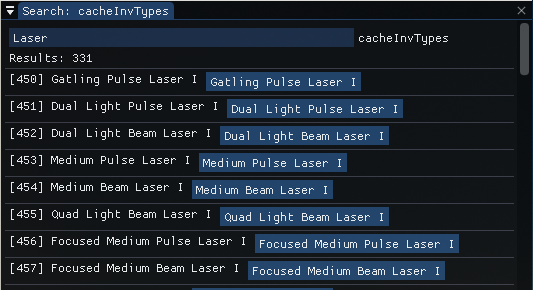 Search: cacheInvTypes
Laser cacheInvTypes
Results: 331
[450] Gatling Pulse Laser I Gatling Pulse Laser I
[451] Dual Light Pulse Laser I Dual Light Pulse Laser I
[452] Dual Light Beam Laser I Dual Light Beam Laser I
[453] Medium Pulse Laser I Medium Pulse Laser I
[454] Medium Beam Laser I Medium Beam Laser I
[455] Quad Light Beam Laser I Quad Light Beam Laser I
[456] Focused Medium Pulse Laser I Focused Medium Pulse Laser I
[457] Focused Medium Beam Laser I Focused Medium Beam Laser I